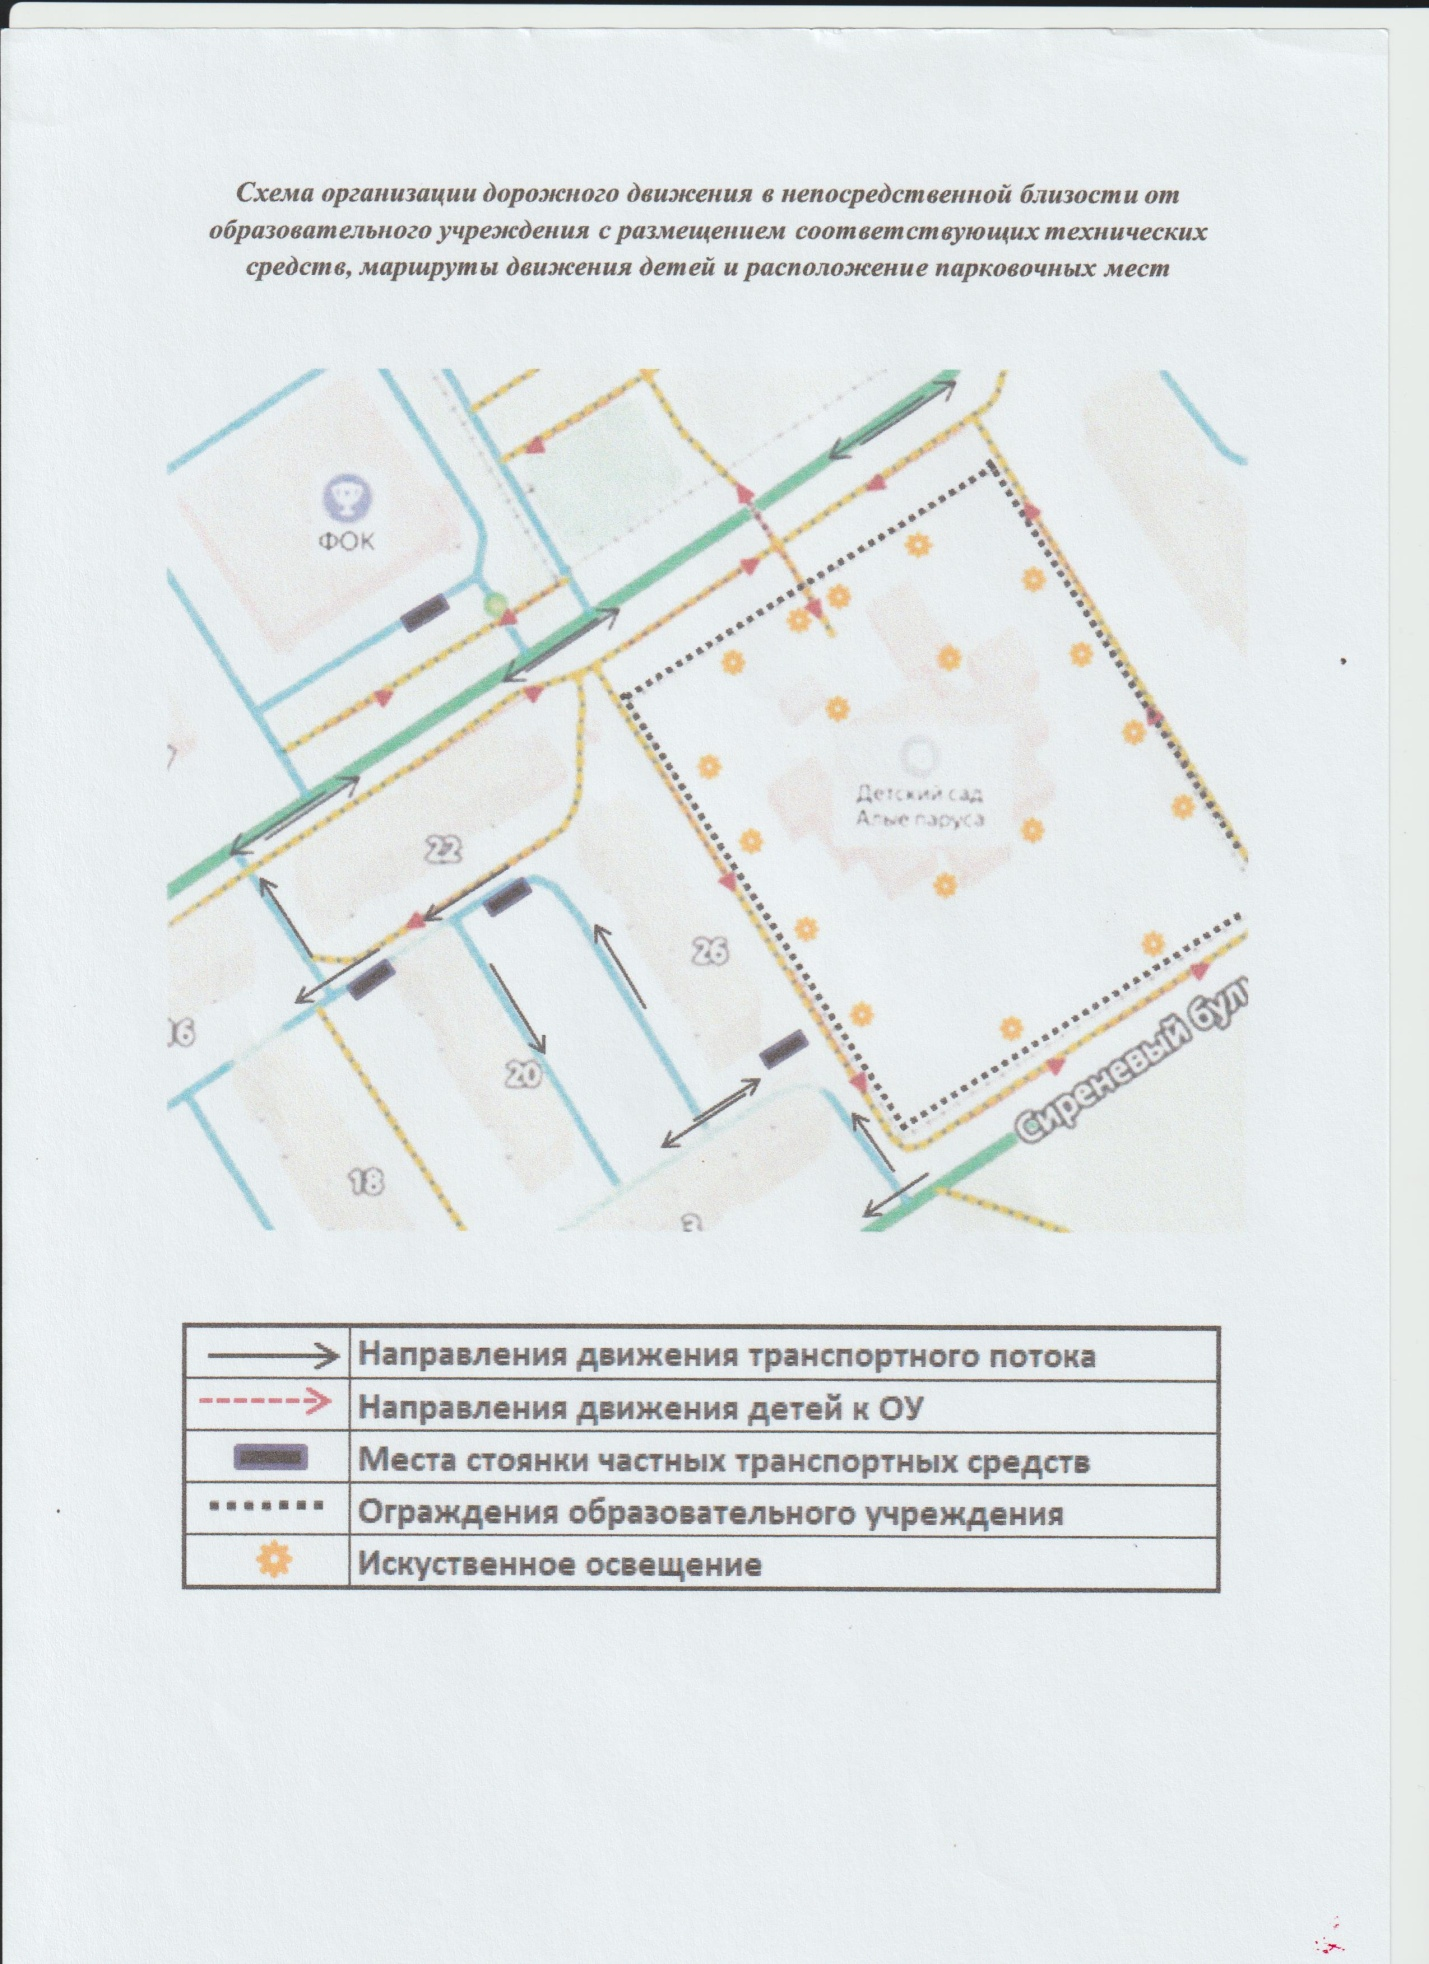 Схема организации дорожного движения в непосредственной близости от
образовательного учреждения с размещением соответствующих технических
средств, маршруты движения детей и расположение парковочных мест
ФОК
Детский сад
Алые паруса
22
26
20
18
3
Сиреневый бул
Направления движения транспортного потока
Направления движения детей к ОУ
Места стоянки частных транспортных средств
Ограждения образовательного учреждения
Искуственное освещение